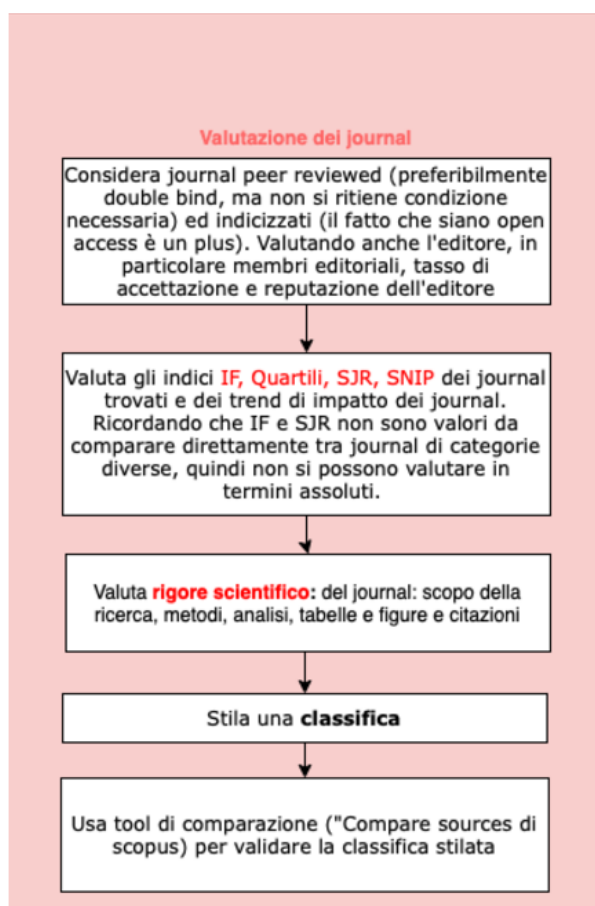 Valutazione dei journal
Considera journal peer reviewed (preferibilmente
double bind, ma non si ritiene condizione
necessaria) ed indicizzati (il fatto che siano open
access è un plus). Valutando anche l'editore, in
particolare membri editoriali, tasso di
accettazione e reputazione dell'editore
Valuta gli indici IF, Quartili, SJR, SNIP dei journal
trovati e dei trend di impatto dei journal.
Ricordando che IF e SJR non sono valori da
comparare direttamente tra journal di categorie
diverse, quindi non si possono valutare in
termini assoluti.
Valuta rigore scientifico: del journal: scopo della
ricerca, metodi, analisi, tabelle e figure e citazioni
Stila una classifica
Usa tool di comparazione ("Compare sources di
scopus) per validare la classifica stilata